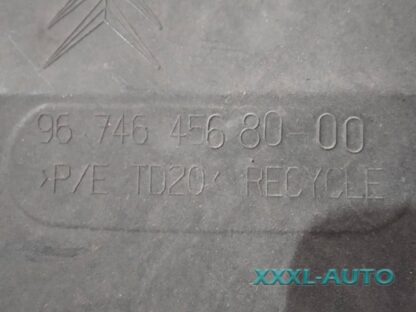 96 746 456 80-00
>P/E TD20< RECYCLE
XXXL-AUTO